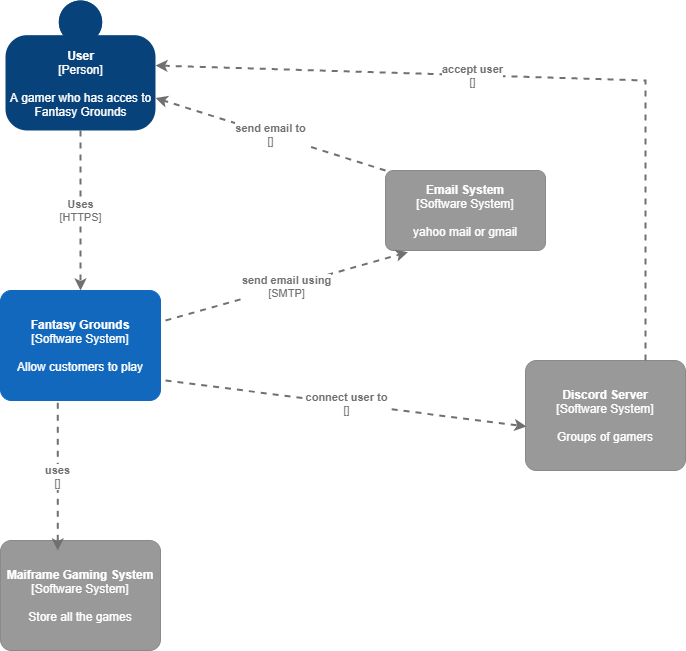 User
[Person]
A gamer who has acces to
Fantasy Grounds
accept user
[]
send email to
[]
Email System
[Software System]
yahoo mail or gmail
Uses
[HTTPS]
send email using
[SMTP]
Fantasy Grounds
[Software System]
Allow customers to play
connect user to
[]
Discord Server
[Software System]
Groups of gamers
uses
[]
Maiframe Gaming System
[Software System]
Store all the games